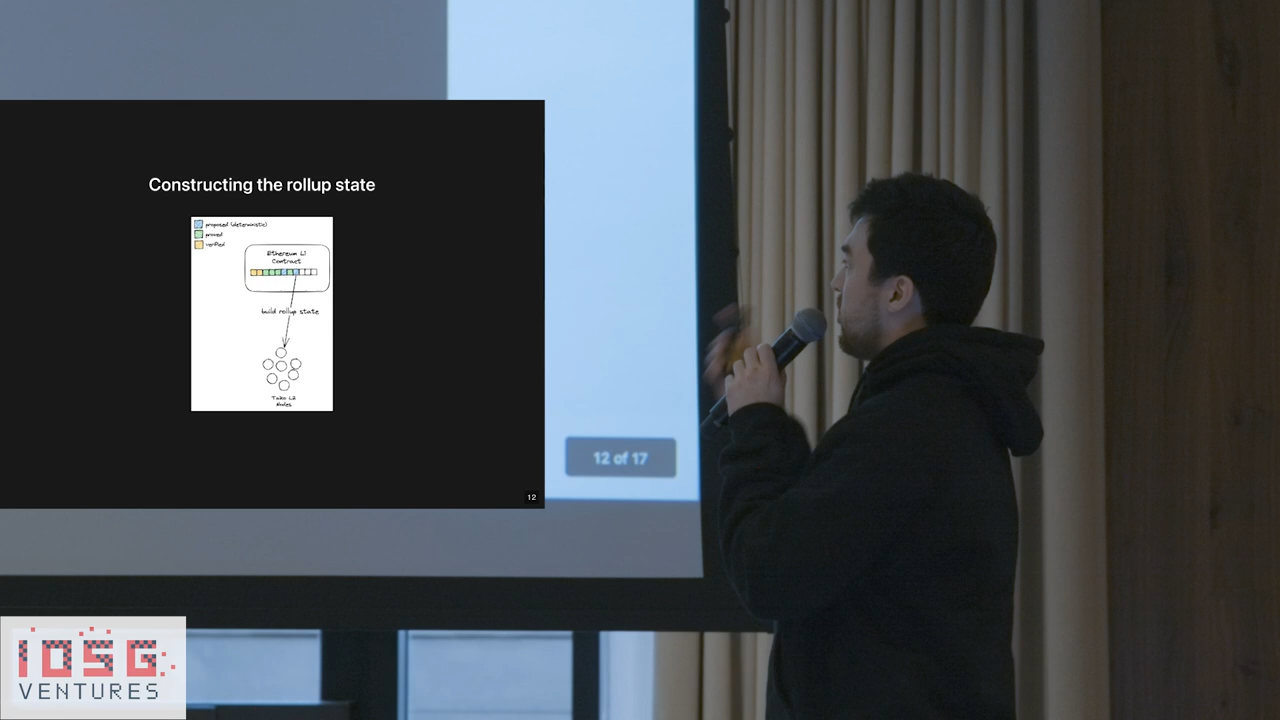 Constructing the rollup state
proposed (deterministic)
proved
verified
Ethereum L1
Contract
build rollup state
Taiko L2
Nodes
12
12 of 17
IOSG
VENTURES